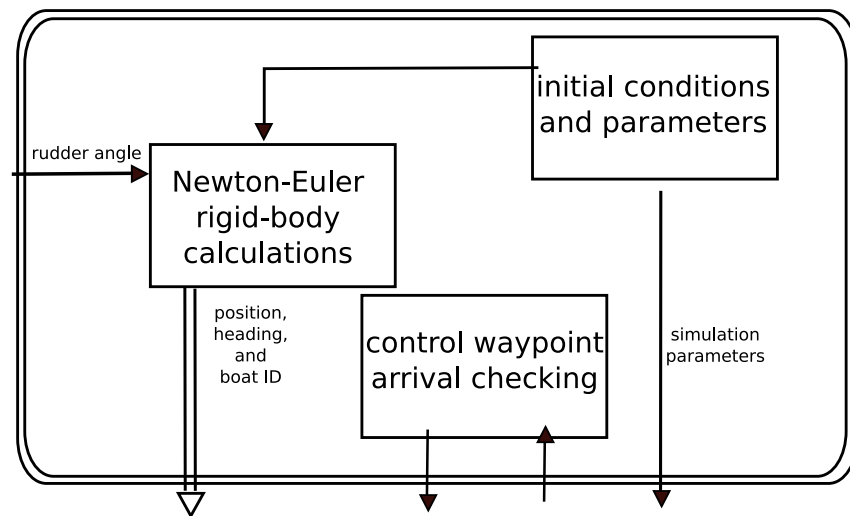 initial conditions
and parameters
rudder angle
Newton-Euler
rigid-body
calculations
position,
heading,
and
boat ID
control waypoint
arrival checking
simulation
parameters